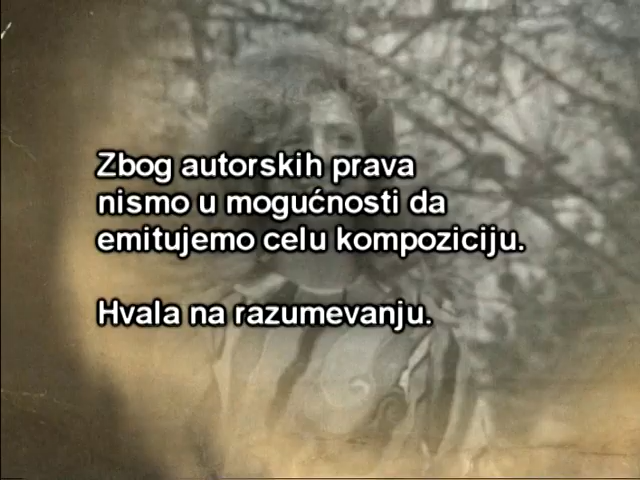 Zbog autorskih prava
nismo u mogućnosti da
emitujemo celu kompoziciju.
Hvala na razumevanju.